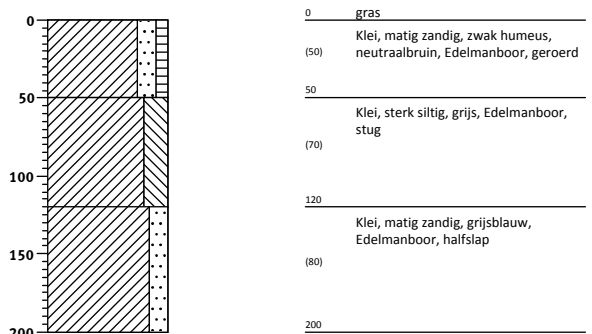 0
50
100
150
200
0 gras
Klei, matig zandig, zwak humeus,
(50) neutraalbruin, Edelmanboor, geroerd
50
Klei, sterk siltig, grijs, Edelmanboor,
stug
(70)
120
Klei, matig zandig, grijsblauw,
Edelmanboor, halfslap
(80)
200